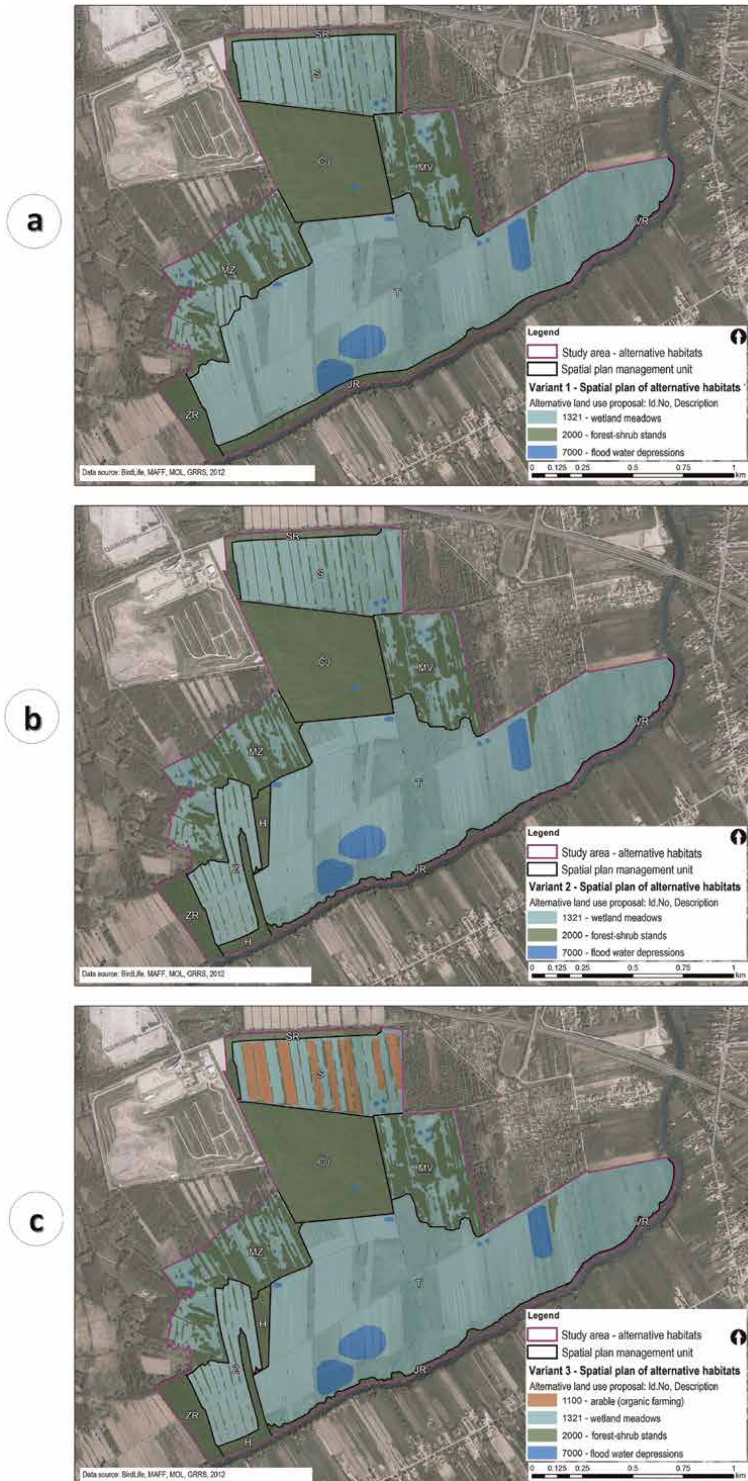 a
SR
S
ČJ
MV
MZ
VR
T
JR
ZR
Legend
Study area - alternative habitats
Spatial plan management unit
Variant 1 - Spatial plan of alternative habitats
Alternative land use proposal: Id.No, Description
1321 - wetland meadows
2000 - forest-shrub stands
7000 - flood water depressions
0 0.125 0.25 0.5 0.75 1
km
Data source: BirdLife, MAFF, MOL, GRRS, 2012
b
SR
S
ČJ
MV
VR
MZ
T
H
Z
JR
ZR
H
Legend
Study area - alternative habitats
Spatial plan management unit
Variant 2 - Spatial plan of alternative habitats
Alternative land use proposal: Id.No, Description
1321 - wetland meadows
2000 - forest-shrub stands
7000 - flood water depressions
0 0.125 0.25 0.5 0.75 1
km
Data source: BirdLife, MAFF, MOL, GRRS, 2012
c
SR
S
ČJ
MV
VR
MZ
T
H
Z
JR
ZR
H
Legend
Study area - alternative habitats
Spatial plan management unit
Variant 3 - Spatial plan of alternative habitats
Alternative land use proposal: Id.No, Description
1100 - arable (organic farming)
1321 - wetland meadows
2000 - forest-shrub stands
7000 - flood water depressions
0 0.125 0.25 0.5 0.75 1
km
Data source: BirdLife, MAFF, MOL, GRRS, 2012